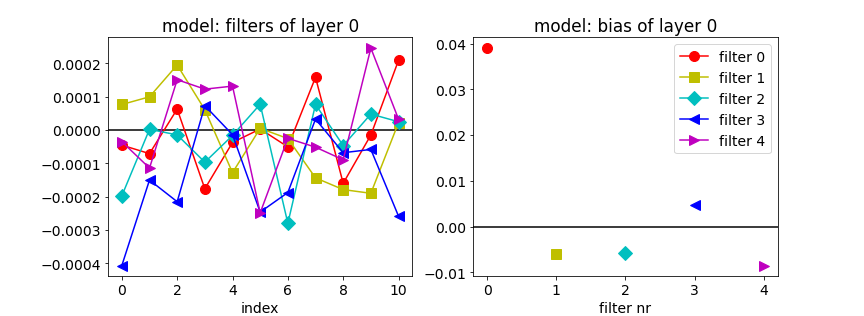 model: filters of layer 0
0.0002
0.0001
0.0000
−0.0001
−0.0002
−0.0003
−0.0004
0 2 4 6 8 10
index
model: bias of layer 0
0.04
0.03
0.02
0.01
0.00
−0.01
filter 0
filter 1
filter 2
filter 3
filter 4
0 1 2 3 4
filter nr